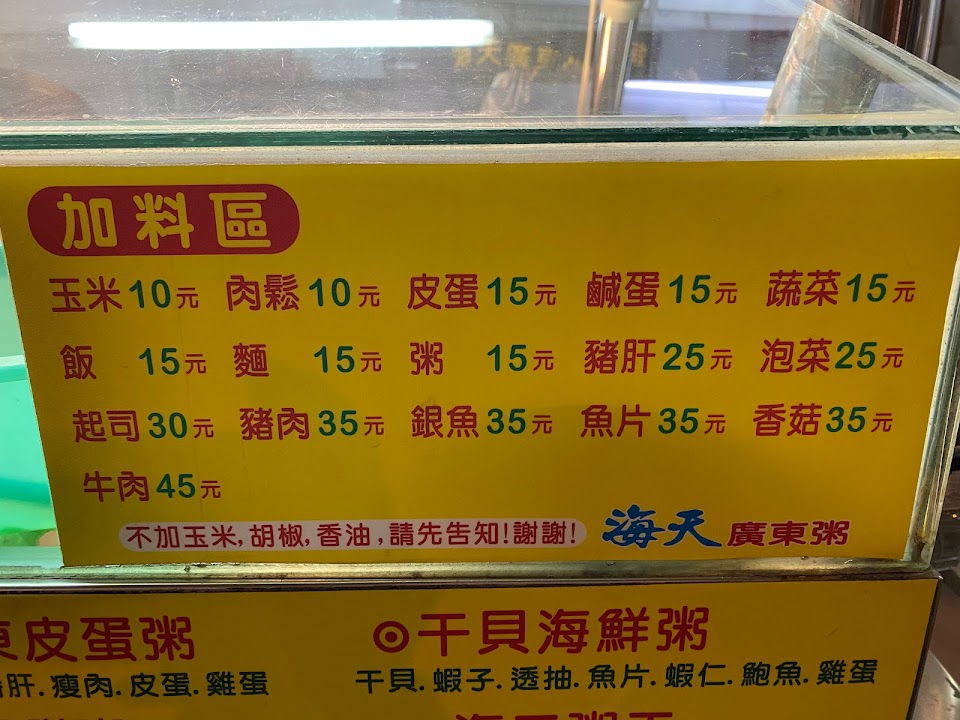 加料區
玉米10元 肉鬆10元 皮蛋15元 鹹蛋15元 蔬菜15元
飯 15元 麵 15元 粥 15元 豬肝25元 泡菜25元
起司30元 豬肉35元 銀魚35元 魚片35元 香菇35元
牛肉45元
不加玉米,胡椒,香油,請先告知!謝謝!
海天 廣東粥
皮蛋粥 ◎干貝海鮮粥
肝.瘦肉.皮蛋.雞蛋 干貝.蝦子.透抽.魚片.蝦仁.鮑魚.雞蛋